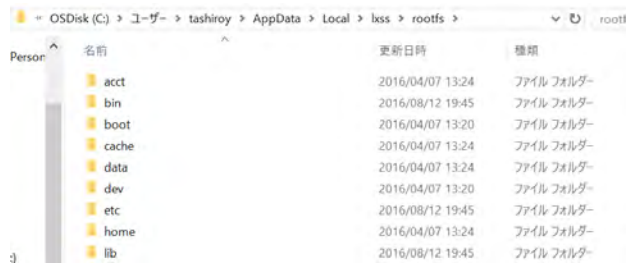 « OSDisk (C:) › ユーザー › tashiroy › AppData › Local › lxss › rootfs ›
Person 名前 更新日時 種類
acct 2016/04/07 13:24 ファイル フォルダー
bin 2016/08/12 19:45 ファイル フォルダー
boot 2016/04/07 13:20 ファイル フォルダー
cache 2016/04/07 13:24 ファイル フォルダー
data 2016/04/07 13:24 ファイル フォルダー
dev 2016/04/07 13:20 ファイル フォルダー
etc 2016/08/12 19:45 ファイル フォルダー
home 2016/04/07 13:24 ファイル フォルダー
:) lib 2016/08/12 19:45 ファイル フォルダー